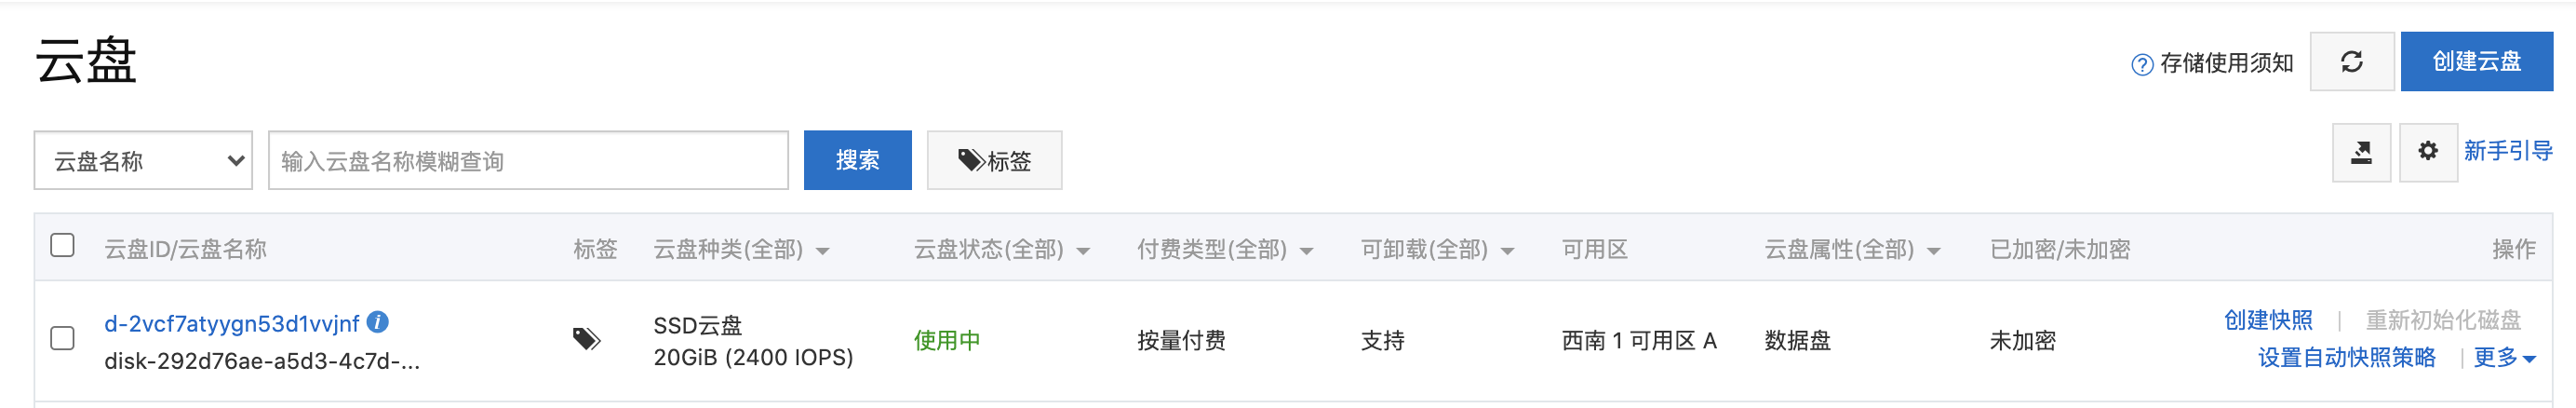 云盘
存储使用须知
创建云盘
云盘名称
输入云盘名称模糊查询
搜索
标签
新手引导
云盘ID/云盘名称 标签 云盘种类(全部) 云盘状态(全部) 付费类型(全部) 可卸载(全部) 可用区 云盘属性(全部) 已加密/未加密 操作
d-2vcf7atyygn53d1vvjnf
disk-292d76ae-a5d3-4c7d-...
SSD云盘
20GiB (2400 IOPS)
使用中
按量付费
支持
西南 1 可用区 A
数据盘
未加密
创建快照 | 重新初始化磁盘
设置自动快照策略 | 更多